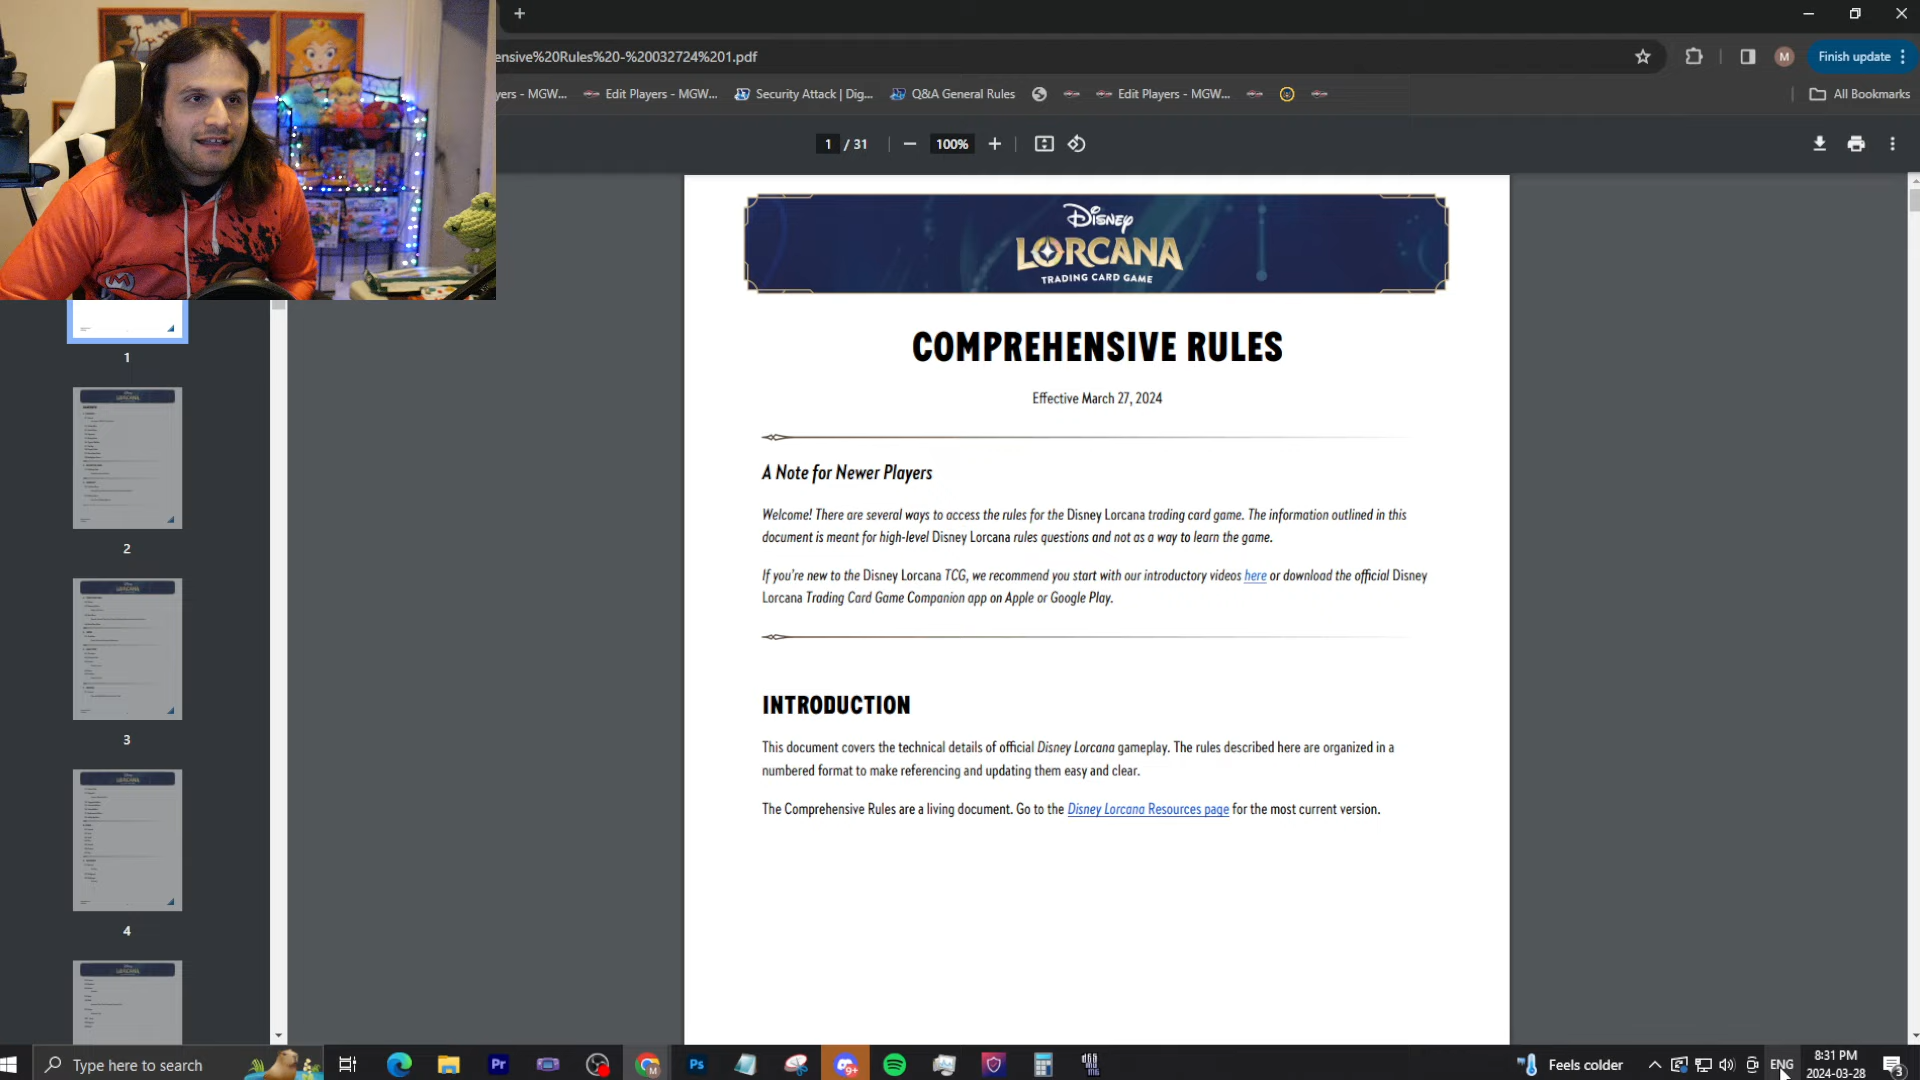 ensive%20Rules%20-%20032724%201.pdf
M
Finish update
yers - MGW...
Edit Players - MGW...
Security Attack | Dig...
Q&A General Rules
Edit Players - MGW...
All Bookmarks
1 / 31
100%
DISNEY
LORCANA
TRADING CARD GAME
COMPREHENSIVE RULES
Effective March 27, 2024
A Note for Newer Players
Welcome! There are several ways to access the rules for the Disney Lorcana trading card game. The information outlined in this
document is meant for high-level Disney Lorcana rules questions and not as a way to learn the game.
If you're new to the Disney Lorcana TCG, we recommend you start with our introductory videos here or download the official Disney
Lorcana Trading Card Game Companion app on Apple or Google Play.
INTRODUCTION
This document covers the technical details of official Disney Lorcana gameplay. The rules described here are organized in a
numbered format to make referencing and updating them easy and clear.
The Comprehensive Rules are a living document. Go to the Disney Lorcana Resources page for the most current version.
1
2
3
4
Type here to search
Pr
M
Ps
9+
Feels colder
ENG
8:31 PM
2024-03-28
3